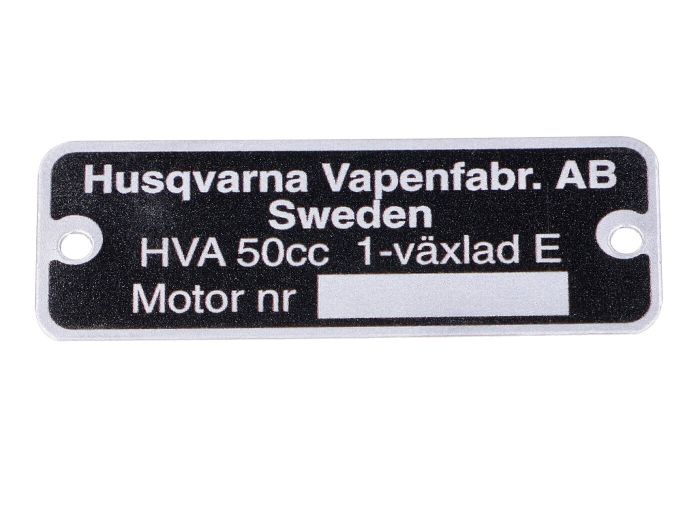 Husqvarna Vapenfabr. AB
Sweden
HVA 50cc 1-växlad E
Motor nr